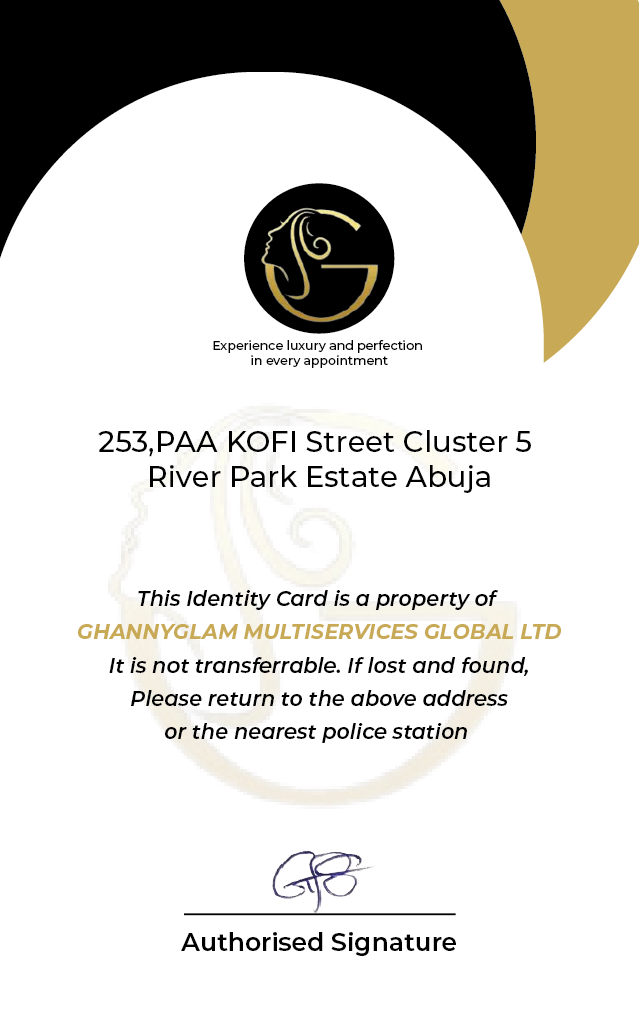 Experience luxury and perfection
in every appointment
253,PAA KOFI Street Cluster 5
River Park Estate Abuja
This Identity Card is a property of
GHANNYGLAM MULTISERVICES GLOBAL LTD
It is not transferrable. If lost and found,
Please return to the above address
or the nearest police station
Authorised Signature